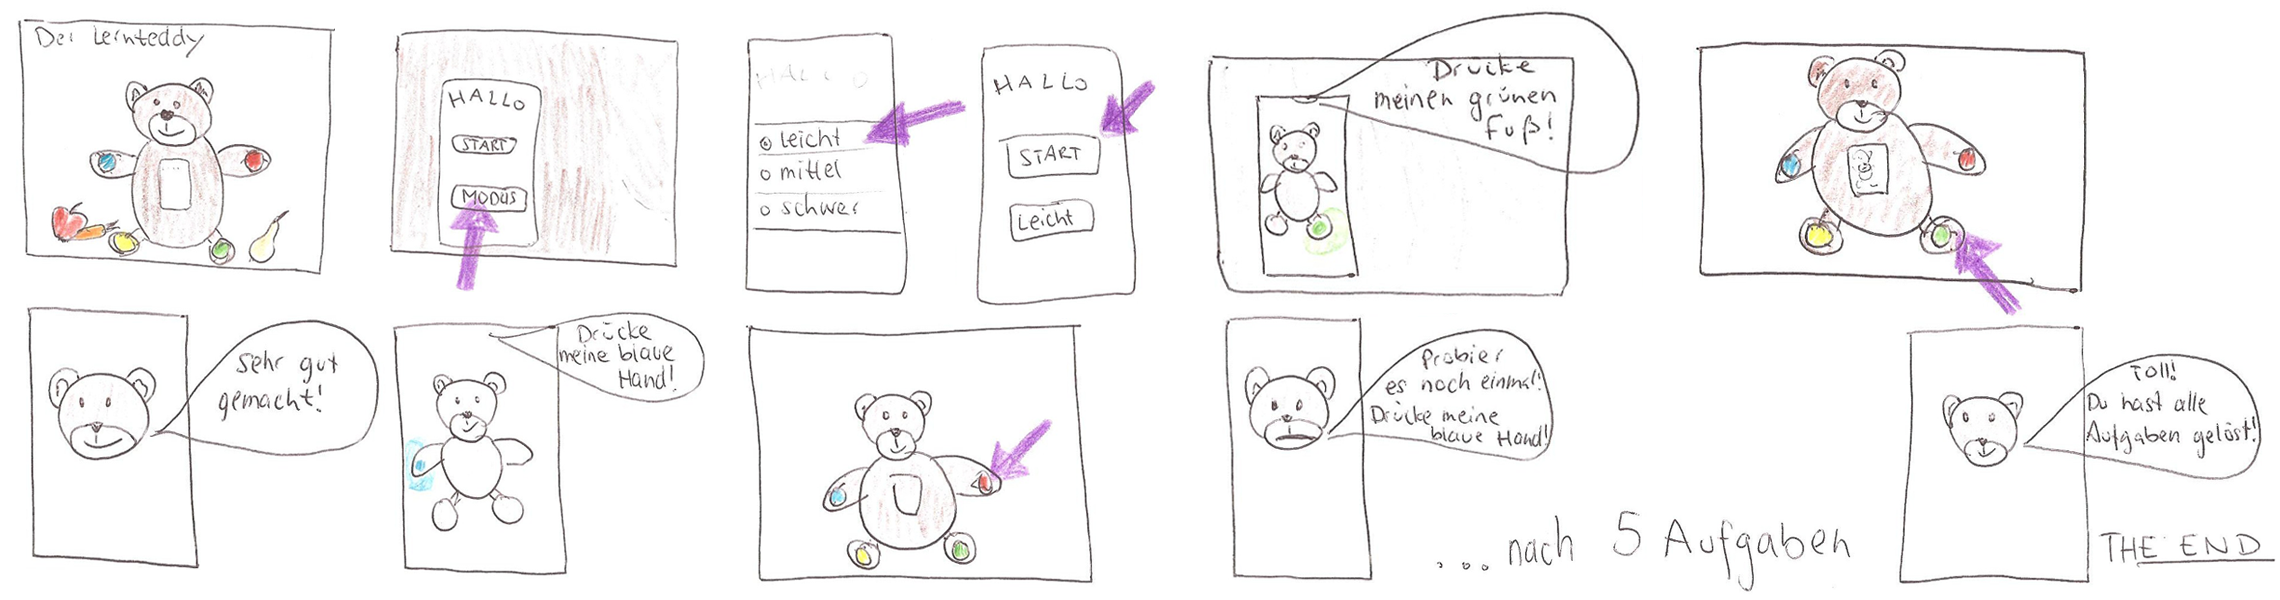 Der Lernteddy
HALLO
START
MODUS
HALLO
leicht
mittel
schwer
HALLO
START
Leicht
Drücke
meinen grünen
Fuß!
Sehr gut
gemacht!
Drücke
meine blaue
Hand!
Probier
es noch einmal!
Drücke meine
blaue Hand!
...nach 5 Aufgaben
Toll!
Du hast alle
Aufgaben gelöst!
THE END